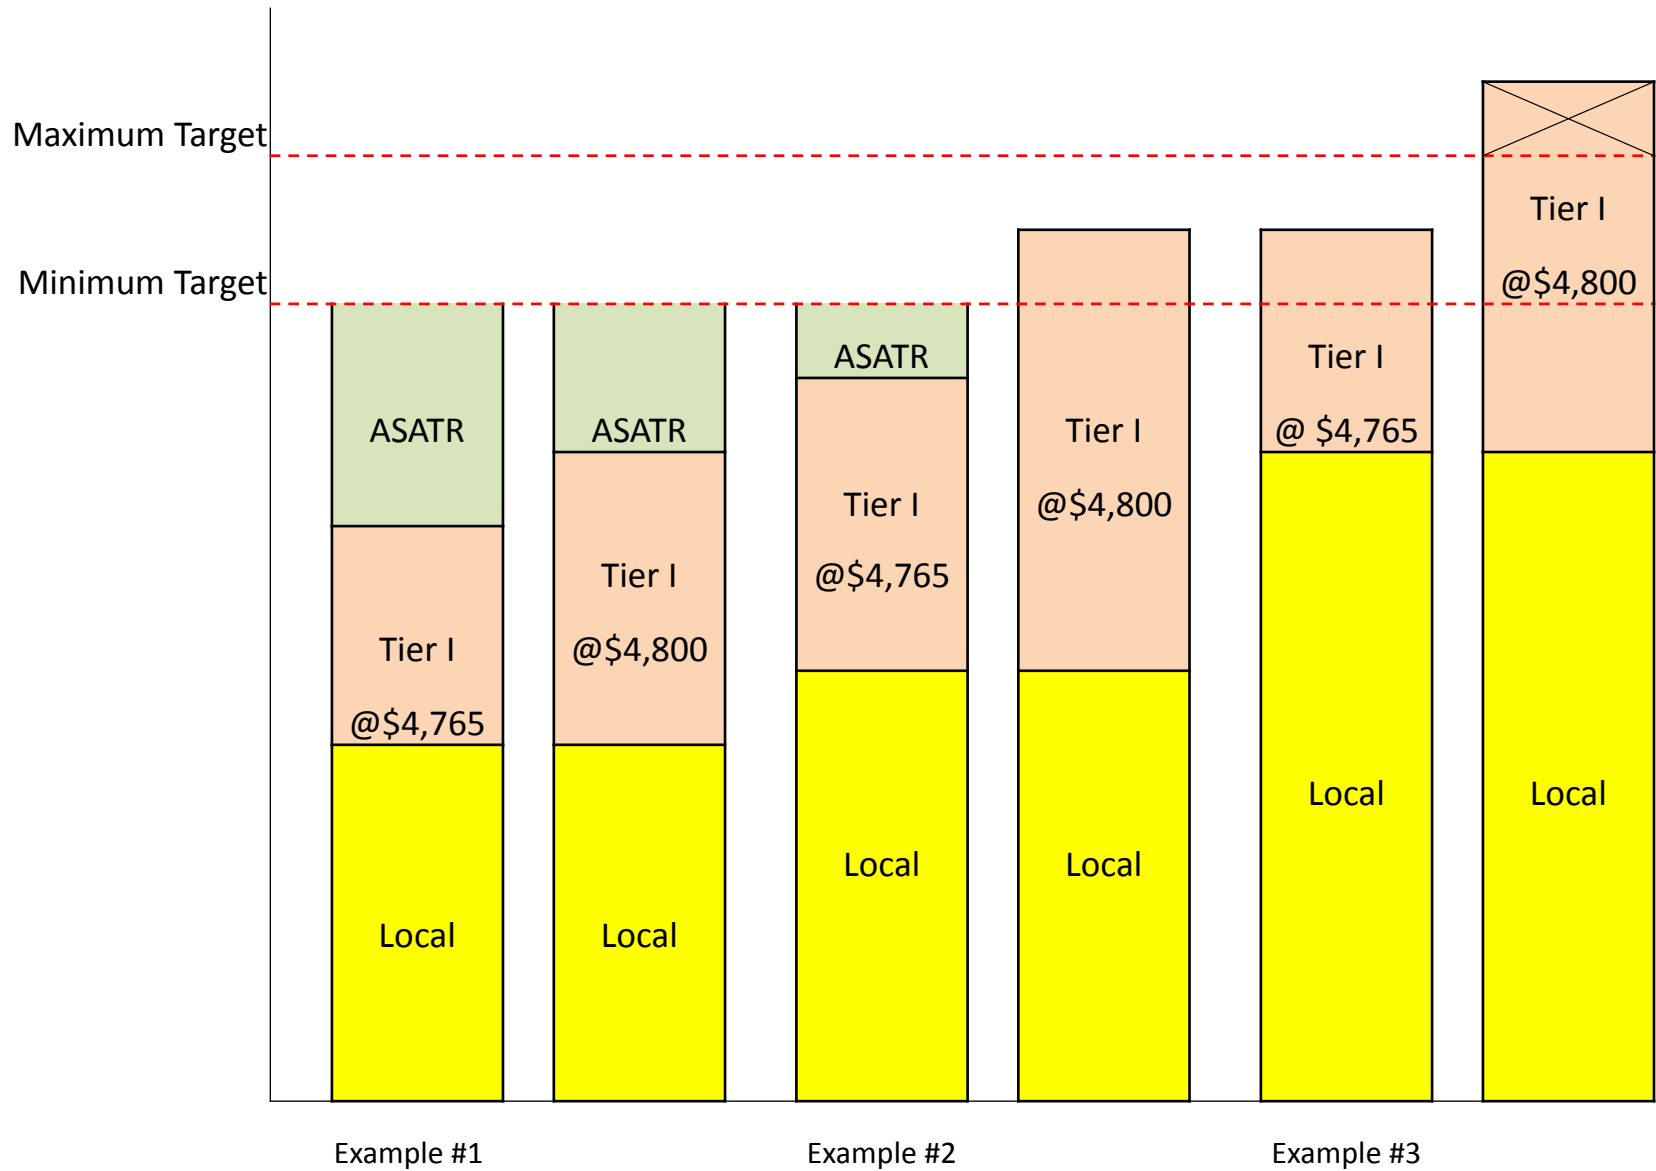 Maximum Target
Minimum Target
ASATR
Tier I
@$4,765
Local
ASATR
Tier I
@$4,800
Local
ASATR
Tier I
@$4,765
Local
Tier I
@$4,800
Local
Tier I
@ $4,765
Local
Tier I
@$4,800
Local
Example #1
Example #2
Example #3